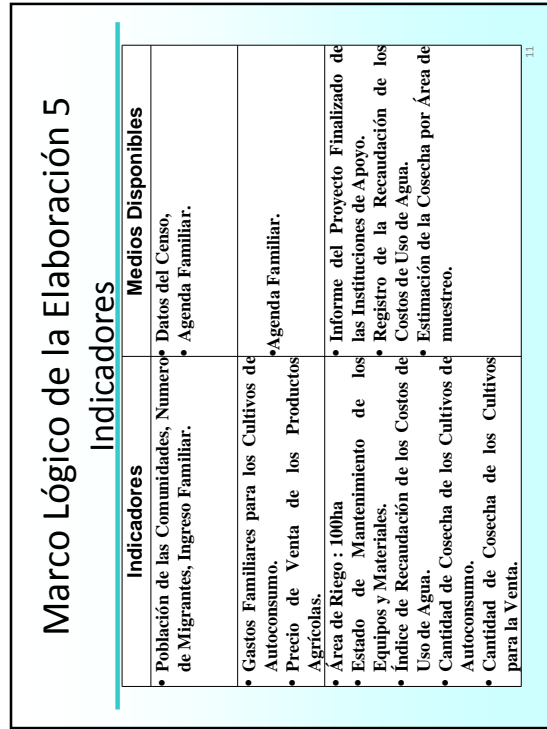 Marco Lógico de la Elaboración 5
Indicadores
Indicadores
Medios Disponibles
• Población de las Comunidades, Numero
de Migrantes, Ingreso Familiar.
• Datos del Censo,
• Agenda Familiar.
• Gastos Familiares para los Cultivos de
Autoconsumo.
• Precio de Venta de los Productos
Agrícolas.
•Agenda Familiar.
• Área de Riego : 100ha
• Estado de Mantenimiento de los
Equipos y Materiales.
• Índice de Recaudación de los Costos de
Uso de Agua.
• Cantidad de Cosecha de los Cultivos de
Autoconsumo.
• Cantidad de Cosecha de los Cultivos
para la Venta.
• Informe del Proyecto Finalizado de
las Instituciones de Apoyo.
• Registro de la Recaudación de los
Costos de Uso de Agua.
• Estimación de la Cosecha por Área de
muestreo.
11